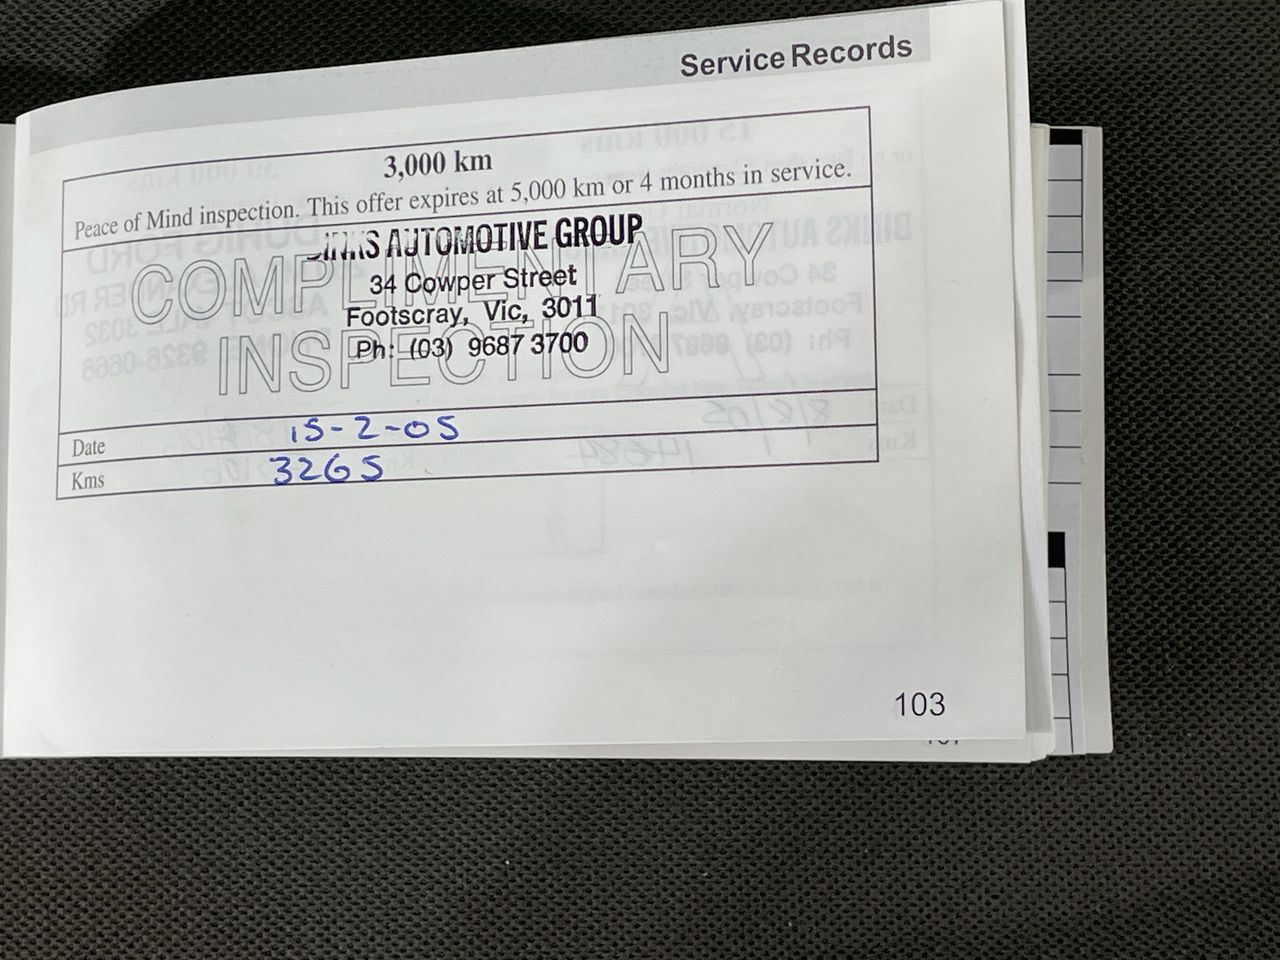 Service Records
3,000 km
Peace of Mind inspection. This offer expires at 5,000 km or 4 months in service.
COMPLIMENTARY
INSPECTION
AUTOMOTIVE GROUP
34 Cowper Street
Footscray, Vic, 3011
Ph: (03) 9687 3700
Date 15-2-05
Kms 3265
103